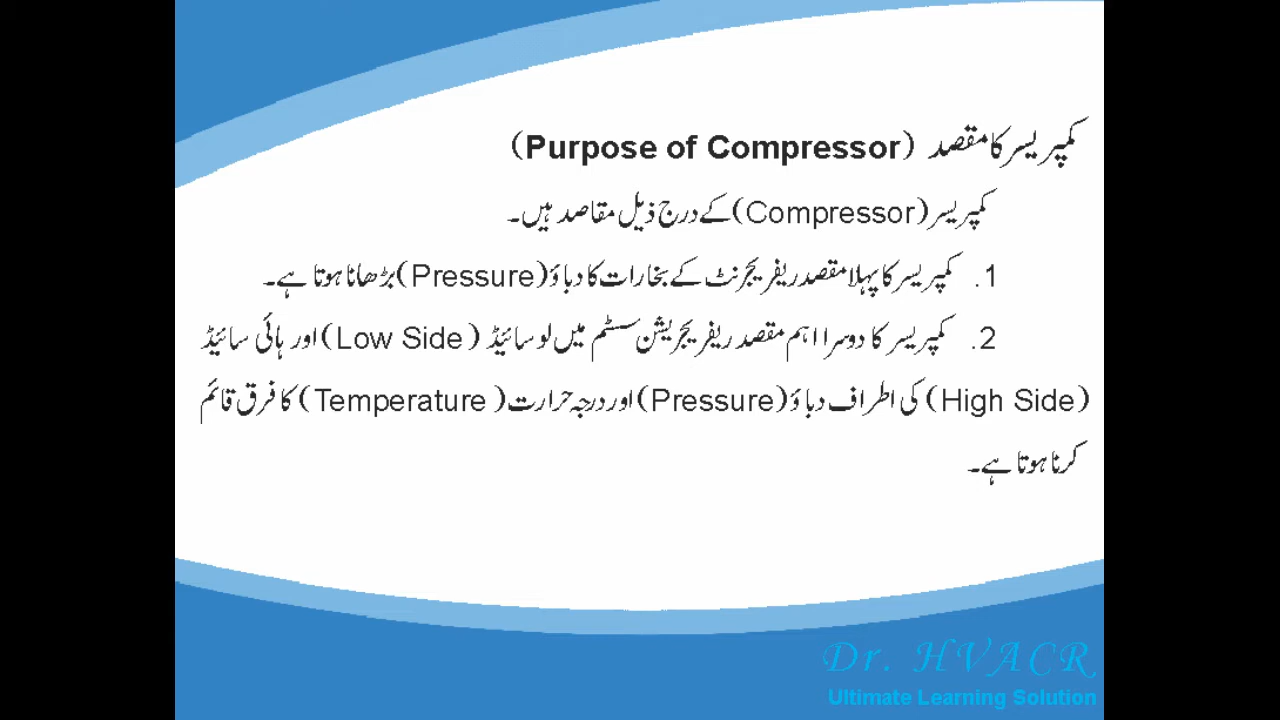 کمپریسر کا مقصد (Purpose of Compressor)
کمپریسر (Compressor) کے درج ذیل مقاصد ہیں۔
1. کمپریسر کا پہلا مقصد ریفریجرنٹ کے بخارات کا دباؤ (Pressure) بڑھانا ہوتا ہے۔
2. کمپریسر کا دوسرا اہم مقصد ریفریجریشن سسٹم میں لو سائیڈ (Low Side) اور ہائی سائیڈ
(High Side) کی اطراف دباؤ (Pressure) اور درجہ حرارت (Temperature) کا فرق قائم
کرنا ہوتا ہے۔
Dr. HVACR
Ultimate Learning Solution